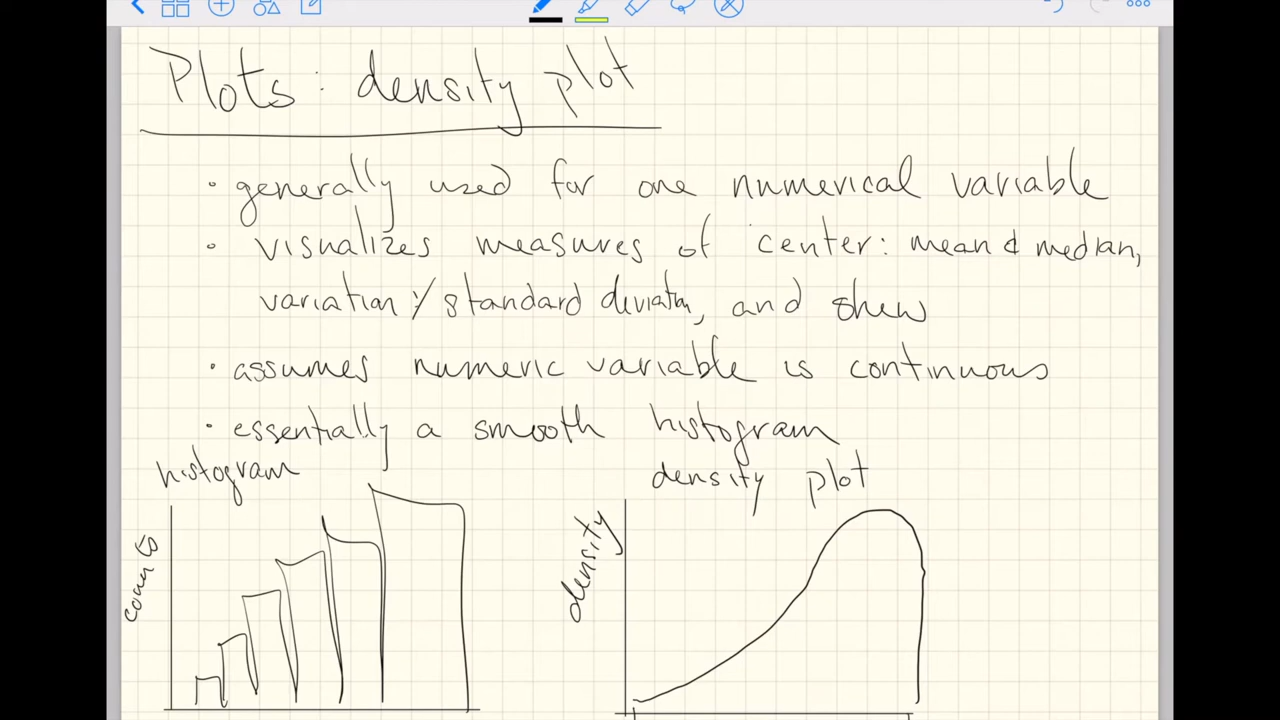 Plots: density plot
· generally used for one numerical variable
· visualizes measures of center: mean & median,
variation / standard deviation, and skew
· assumes numeric variable is continuous
· essentially a smooth histogram
histogram
density plot
counts
density